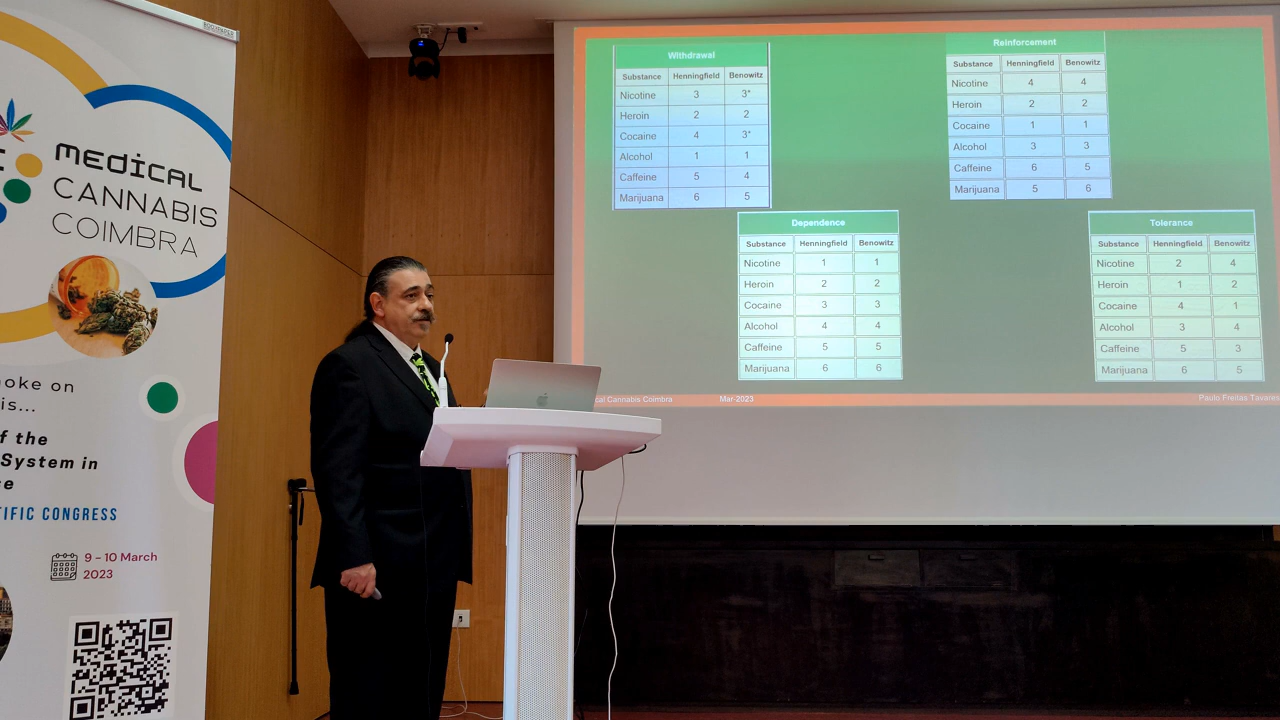 BODYPAPER
MEDICAL
CANNABIS
COIMBRA
oke on
is...
f the
System in
e
TIFIC CONGRESS
9 - 10 March
2023
Withdrawal
Substance Henningfield Benowitz
Nicotine 3 3*
Heroin 2 2
Cocaine 4 3*
Alcohol 1 1
Caffeine 5 4
Marijuana 6 5
Reinforcement
Substance Henningfield Benowitz
Nicotine 4 4
Heroin 2 2
Cocaine 1 1
Alcohol 3 3
Caffeine 6 5
Marijuana 5 6
Dependence
Substance Henningfield Benowitz
Nicotine 1 1
Heroin 2 2
Cocaine 3 3
Alcohol 4 4
Caffeine 5 5
Marijuana 6 6
Tolerance
Substance Henningfield Benowitz
Nicotine 2 4
Heroin 1 2
Cocaine 4 1
Alcohol 3 4
Caffeine 5 3
Marijuana 6 5
cal Cannabis Coimbra Mar-2023 Paulo Freitas Tavares